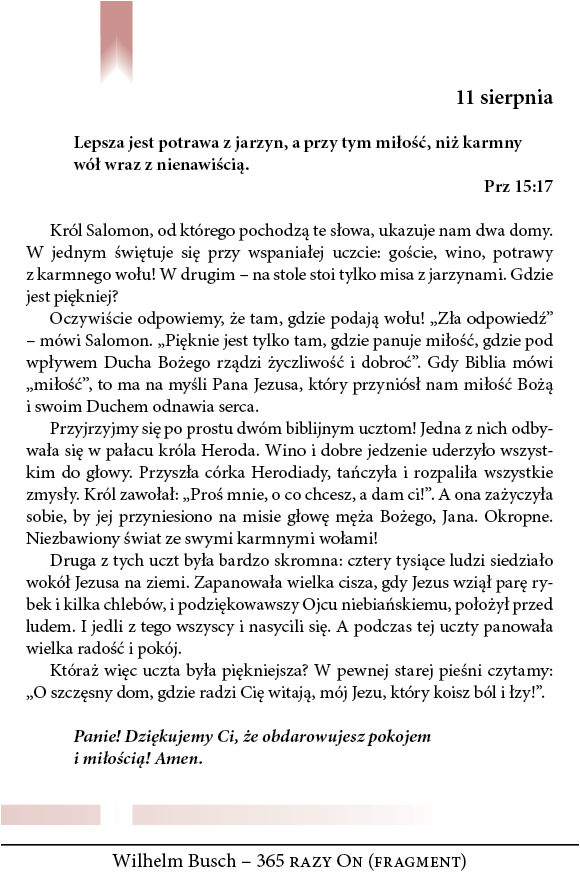 11 sierpnia
Lepsza jest potrawa z jarzyn, a przy tym miłość, niż karmny
wół wraz z nienawiścią.
Prz 15:17
Król Salomon, od którego pochodzą te słowa, ukazuje nam dwa domy.
W jednym świętuje się przy wspaniałej uczcie: goście, wino, potrawy
z karmnego wołu! W drugim – na stole stoi tylko misa z jarzynami. Gdzie
jest piękniej?
Oczywiście odpowiemy, że tam, gdzie podają wołu! „Zła odpowiedź”
– mówi Salomon. „Pięknie jest tylko tam, gdzie panuje miłość, gdzie pod
wpływem Ducha Bożego rządzi życzliwość i dobroć”. Gdy Biblia mówi
„miłość”, to ma na myśli Pana Jezusa, który przyniósł nam miłość Bożą
i swoim Duchem odnawia serca.
Przyjrzyjmy się po prostu dwóm biblijnym ucztom! Jedna z nich odby-
wała się w pałacu króla Heroda. Wino i dobre jedzenie uderzyło wszyst-
kim do głowy. Przyszła córka Herodiady, tańczyła i rozpaliła wszystkie
zmysły. Król zawołał: „Proś mnie, o co chcesz, a dam ci!”. A ona zażyczyła
sobie, by jej przyniesiono na misie głowę męża Bożego, Jana. Okropne.
Niezbawiony świat ze swymi karmnymi wołami!
Druga z tych uczt była bardzo skromna: cztery tysiące ludzi siedziało
wokół Jezusa na ziemi. Zapanowała wielka cisza, gdy Jezus wziął parę ry-
bek i kilka chlebów, i podziękowawszy Ojcu niebiańskiemu, położył przed
ludem. I jedli z tego wszyscy i nasycili się. A podczas tej uczty panowała
wielka radość i pokój.
Któraż więc uczta była piękniejsza? W pewnej starej pieśni czytamy:
„O szczęsny dom, gdzie radzi Cię witają, mój Jezu, który koisz ból i łzy!”.
Panie! Dziękujemy Ci, że obdarowujesz pokojem
i miłością! Amen.
Wilhelm Busch – 365 RAZY ON (FRAGMENT)